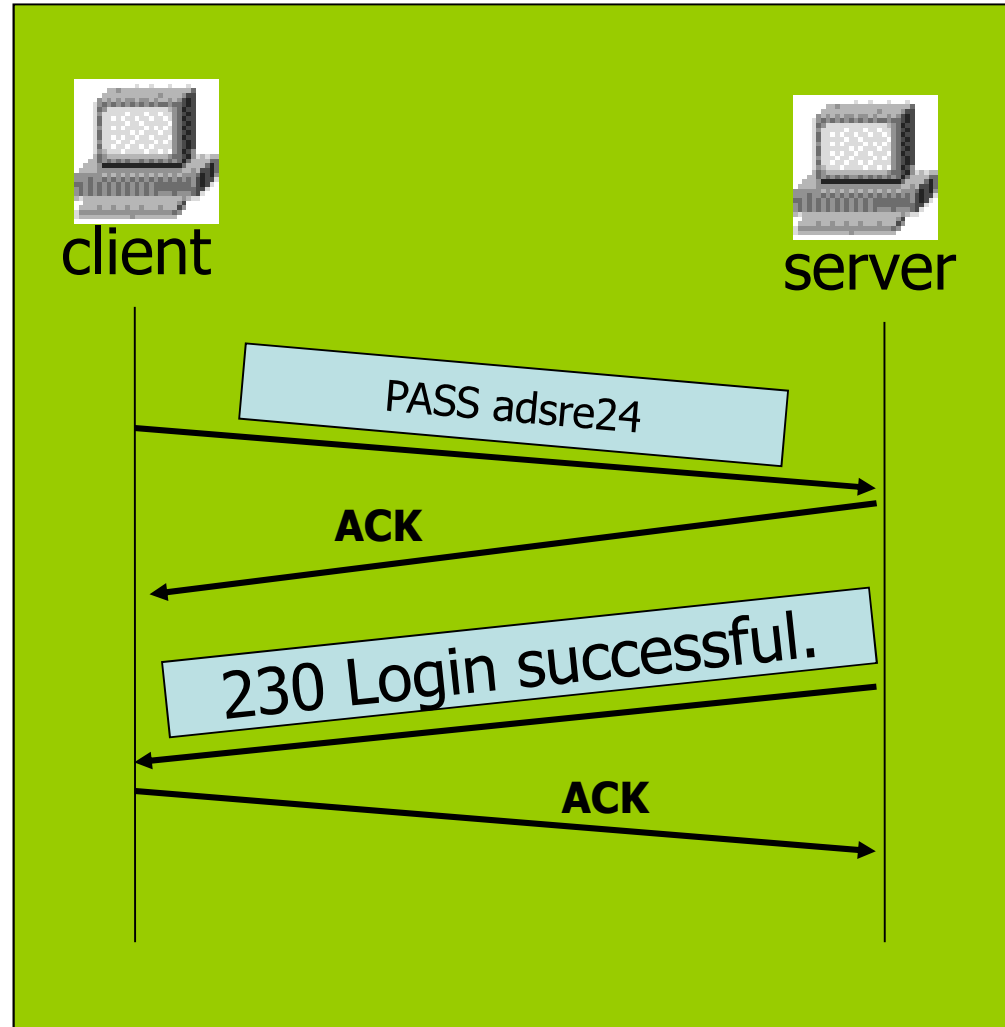 client
server
PASS adsre24
ACK
230 Login successful.
ACK